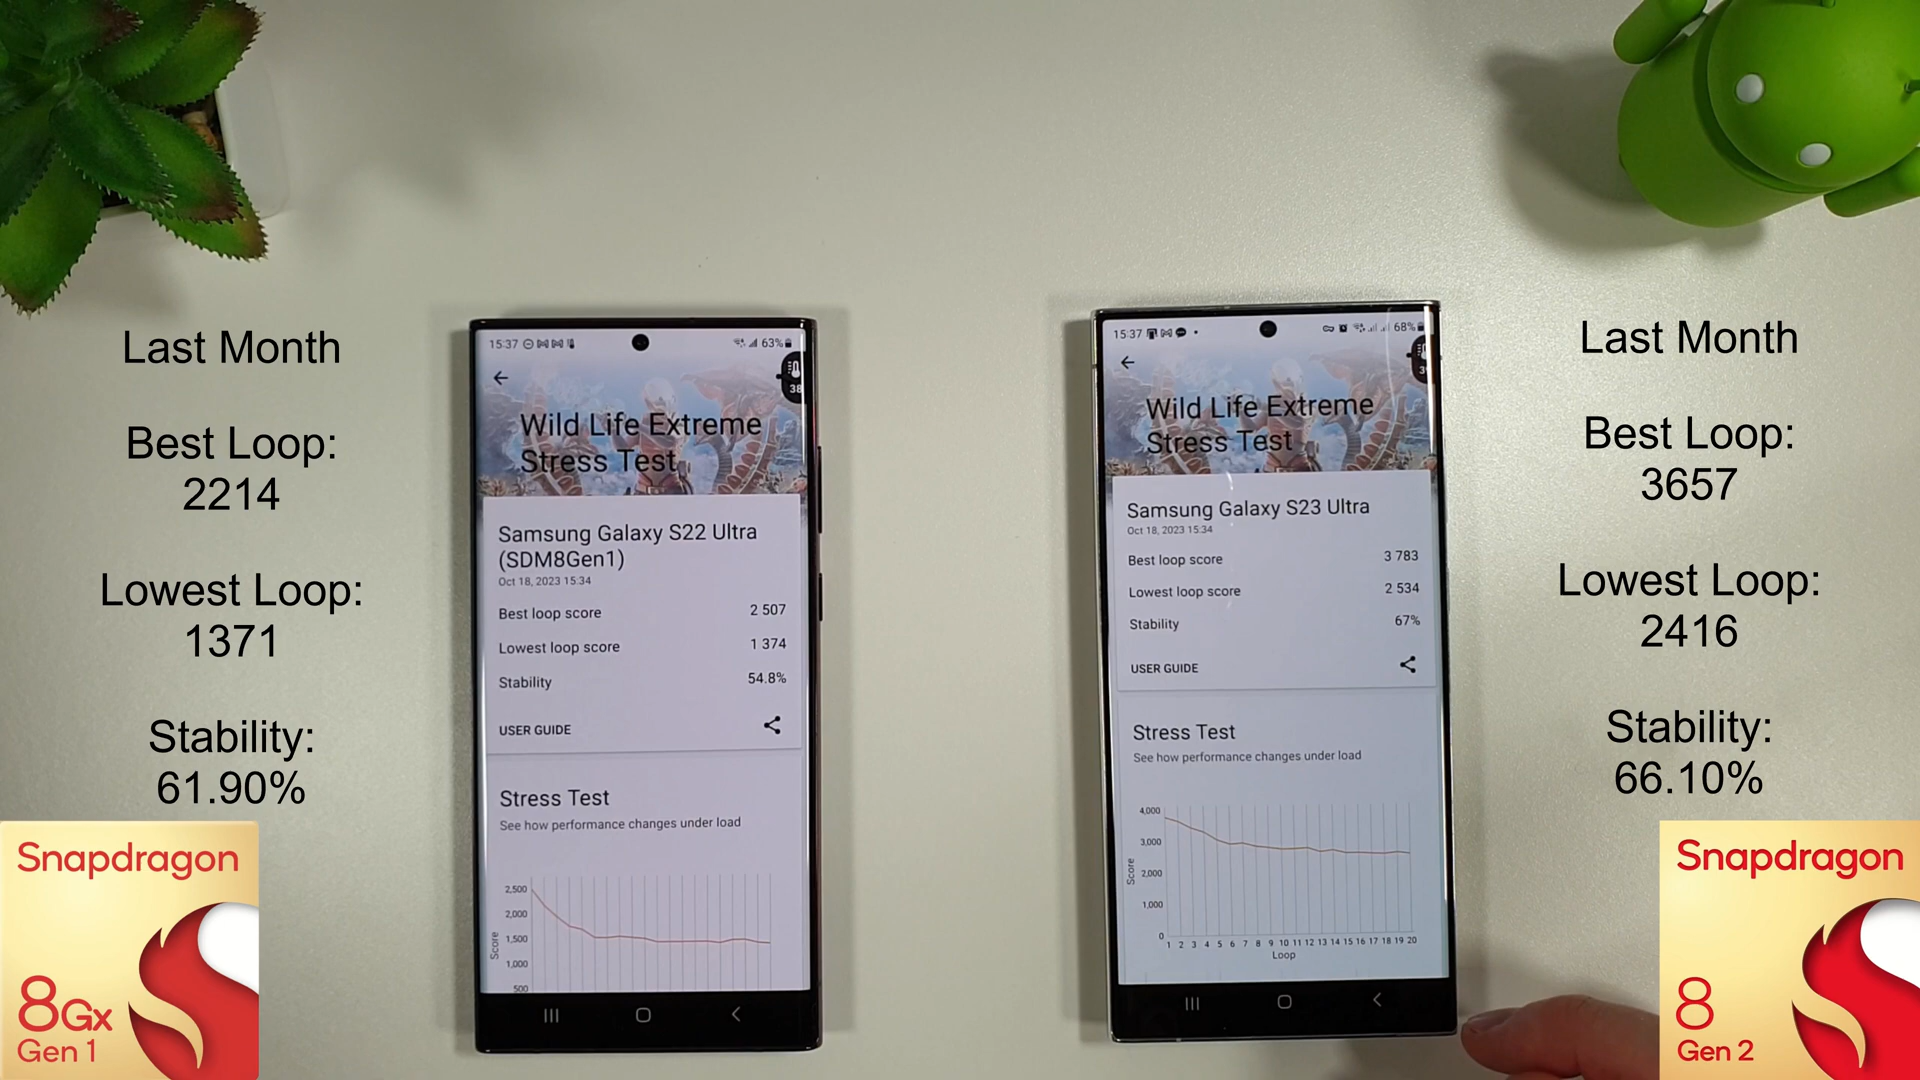 Last Month
Best Loop:
2214
Lowest Loop:
1371
Stability:
61.90%
Snapdragon
8Gx
Gen 1
15:37
63%
38
Wild Life Extreme
Stress Test
Samsung Galaxy S22 Ultra
(SDM8Gen1)
Oct 18, 2023 15:34
Best loop score 2 507
Lowest loop score 1 374
Stability 54.8%
USER GUIDE
Stress Test
See how performance changes under load
2,500
2,000
1,500
1,000
500
Score
15:37
68%
Wild Life Extreme
Stress Test
Samsung Galaxy S23 Ultra
Oct 18, 2023 15:34
Best loop score 3 783
Lowest loop score 2 534
Stability 67%
USER GUIDE
Stress Test
See how performance changes under load
4,000
3,000
2,000
1,000
0
Score
1 2 3 4 5 6 7 8 9 10 11 12 13 14 15 16 17 18 19 20
Loop
Last Month
Best Loop:
3657
Lowest Loop:
2416
Stability:
66.10%
Snapdragon
8
Gen 2